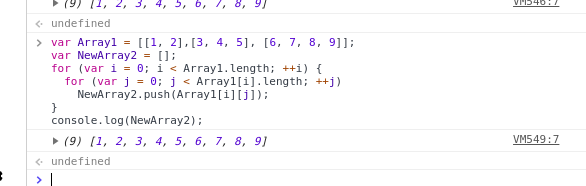 (9) [1, 2, 3, 4, 5, 6, 7, 8, 9] VM546:7
undefined
var Array1 = [[1, 2],[3, 4, 5], [6, 7, 8, 9]];
var NewArray2 = [];
for (var i = 0; i < Array1.length; ++i) {
  for (var j = 0; j < Array1[i].length; ++j)
    NewArray2.push(Array1[i][j]);
}
console.log(NewArray2);
(9) [1, 2, 3, 4, 5, 6, 7, 8, 9] VM549:7
undefined